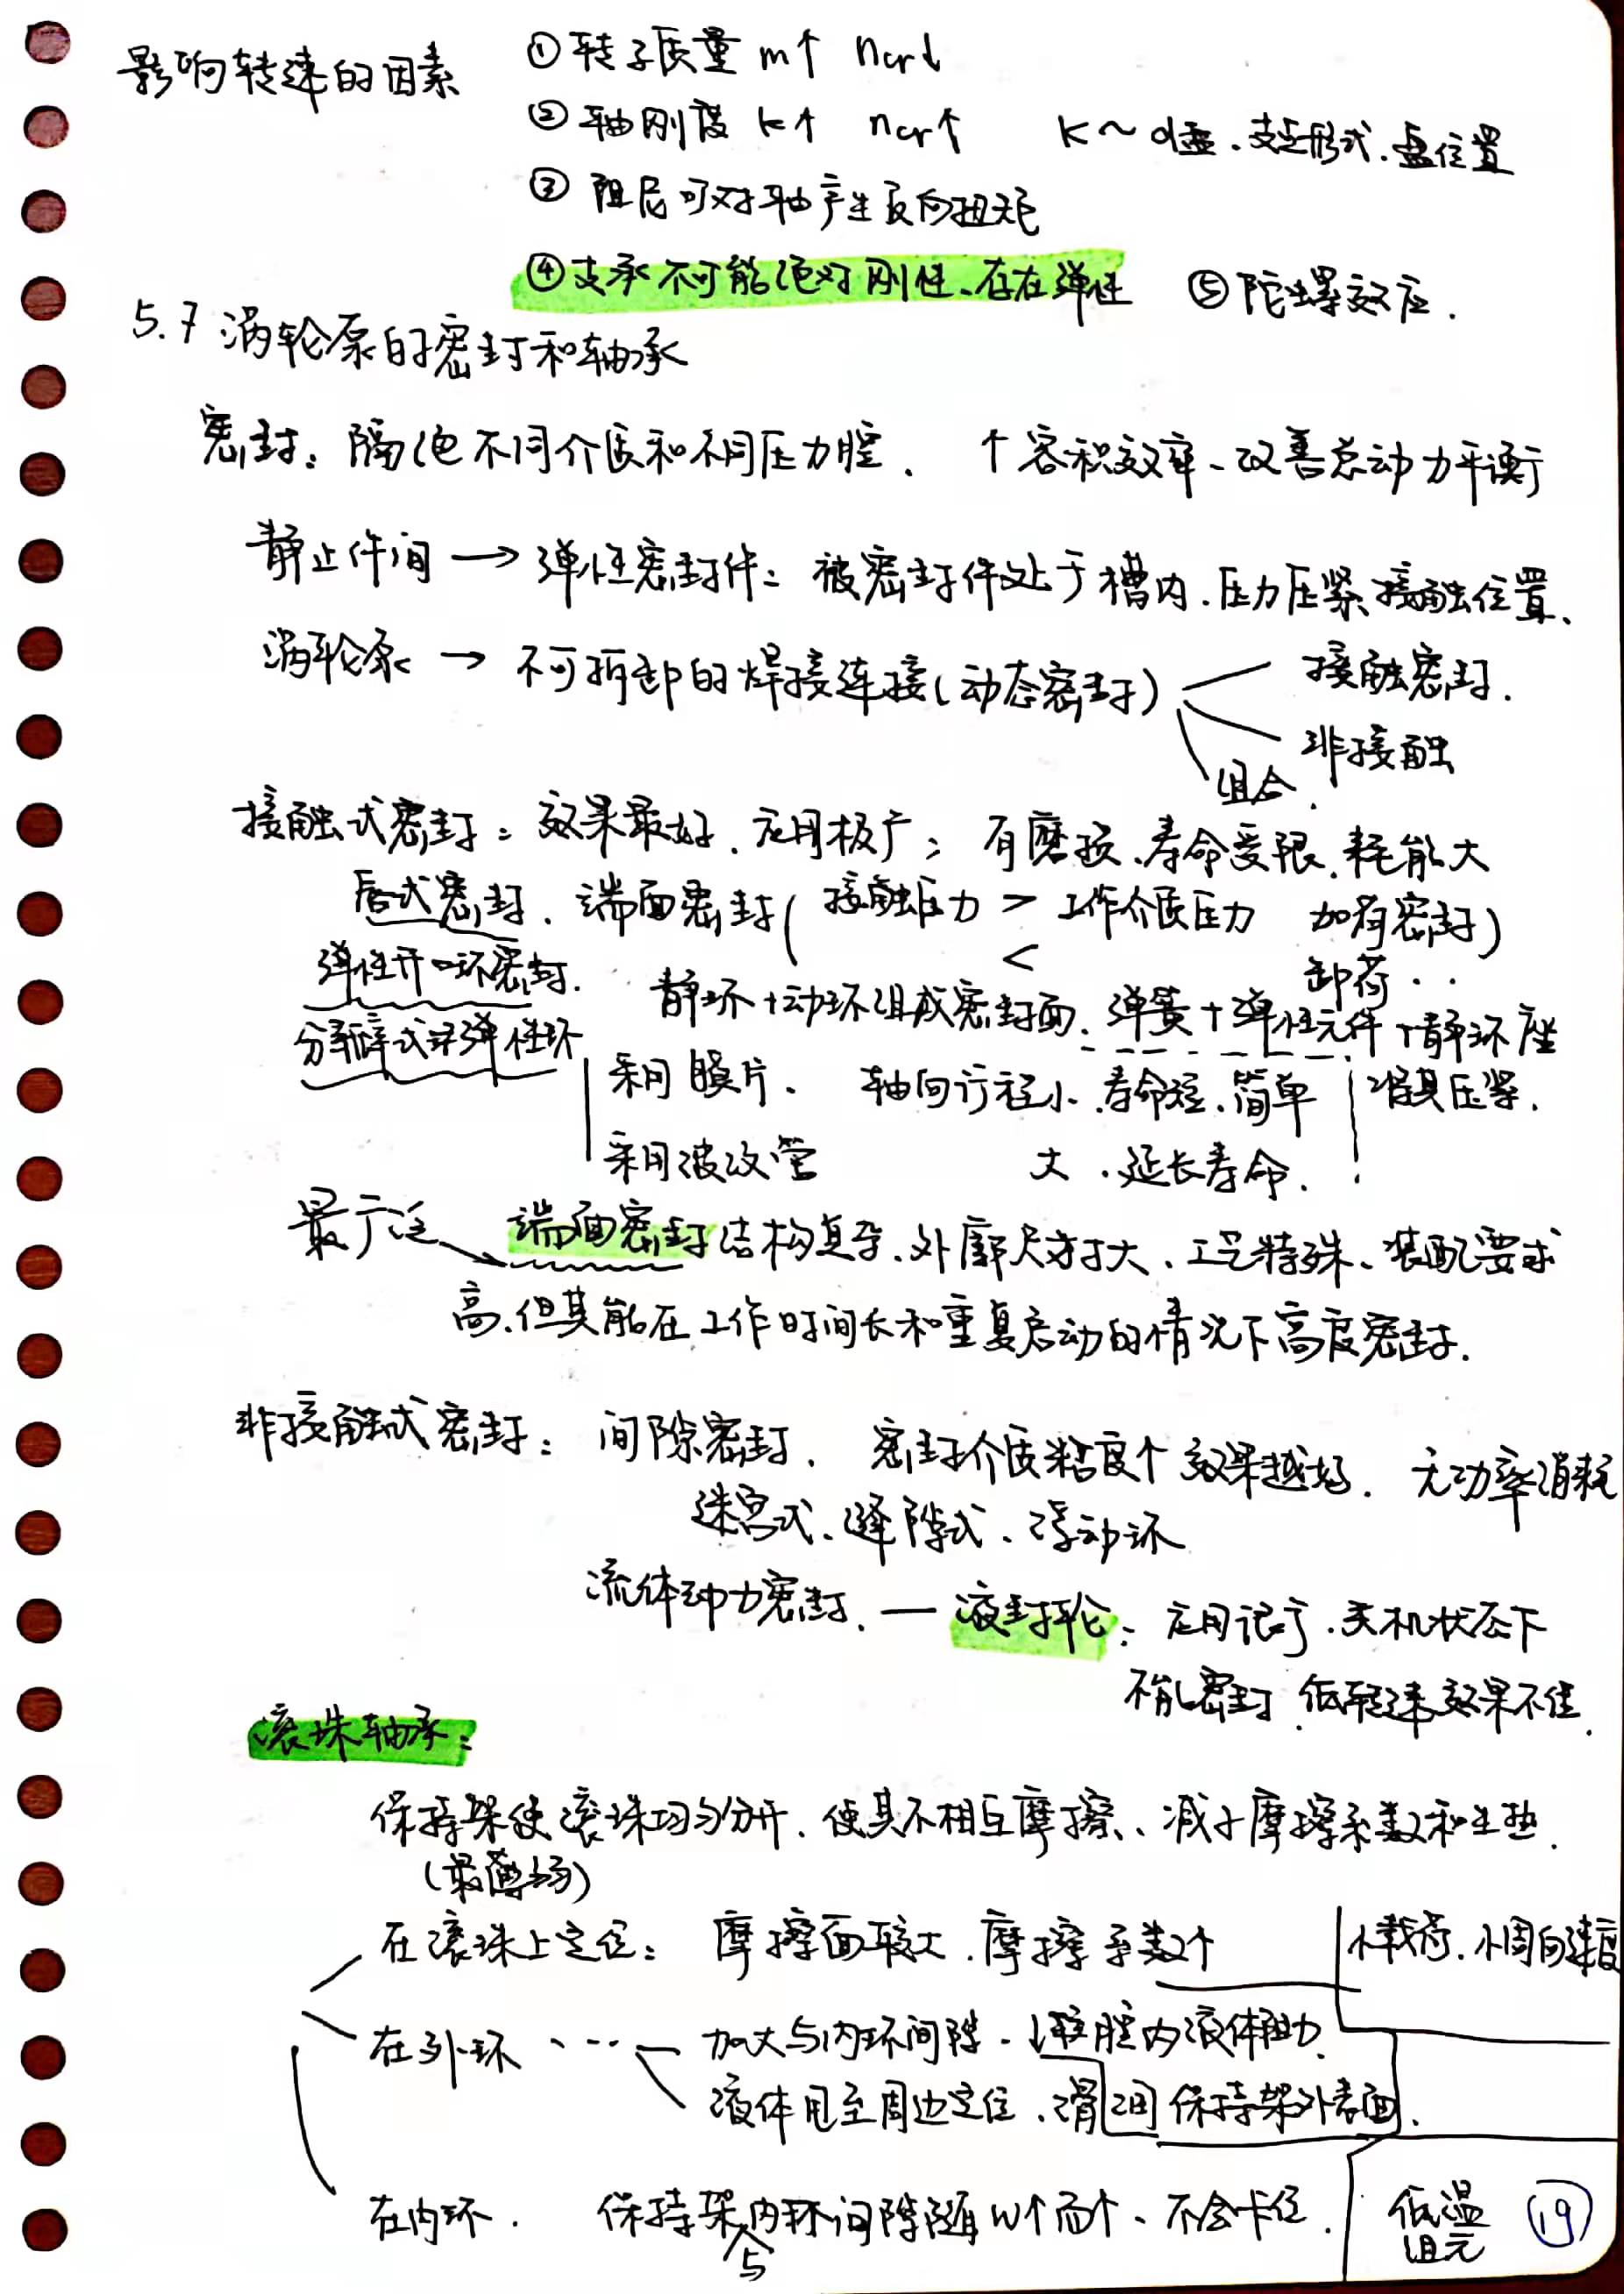 影响转速的因素 ①转子质量 m↑ ncr↓
②轴刚度 k↑ ncr↑ K~d盘、支点形式、盘位置
③阻尼可对轴产生反向扭矩
④支承不可能绝对刚性、存在弹性 ⑤陀螺效应.
5.7 涡轮泵的密封和轴承
密封: 隔绝不同介质和不同压力腔、↑容积效率、改善总动力平衡
静止件间 → 弹性密封件: 被密封件处于槽内、压力压紧接触位置、
涡轮泵 → 不可拆卸的焊接连接(动态密封) 接触密封.
非接触
组合.
接触式密封: 效果最好、应用极广; 有磨损、寿命受限、耗能大
唇式密封、端面密封( 接触压力 > 工作介质压力 加荷密封)
< 卸荷..
弹性开口环密封.
静环+动环组成密封面、弹簧+弹性元件+静环座
分瓣式弹性环
采用膜片、轴向行程小、寿命短、简单 将其压紧.
采用波纹管 大、延长寿命.
最广泛 端面密封结构复杂、外廓尺寸大、工艺特殊、装配要求
高、但其能在工作时间长和重复启动的情况下高度密封.
非接触式密封: 间隙密封、密封介质粘度↑效果越好. 无功率消耗
迷宫式、缝隙式、浮动环
流体动力密封、— 液封轮: 应用广、关机状态下
不能密封、低转速效果不佳.
滚珠轴承:
保持架使滚珠均匀分开、使其不相互摩擦、减小摩擦系数和生热.
在滚珠上定位: 摩擦面较大、摩擦系数↑ 小载荷、小周向速度
在外环、... 加大与内环间隙、↓腔内液体阻力.
液体甩至周边定位、润滑保持架外表面.
在内环. 保持架与内环间隙随w↑而↑、不会卡住. 低温
组元
19